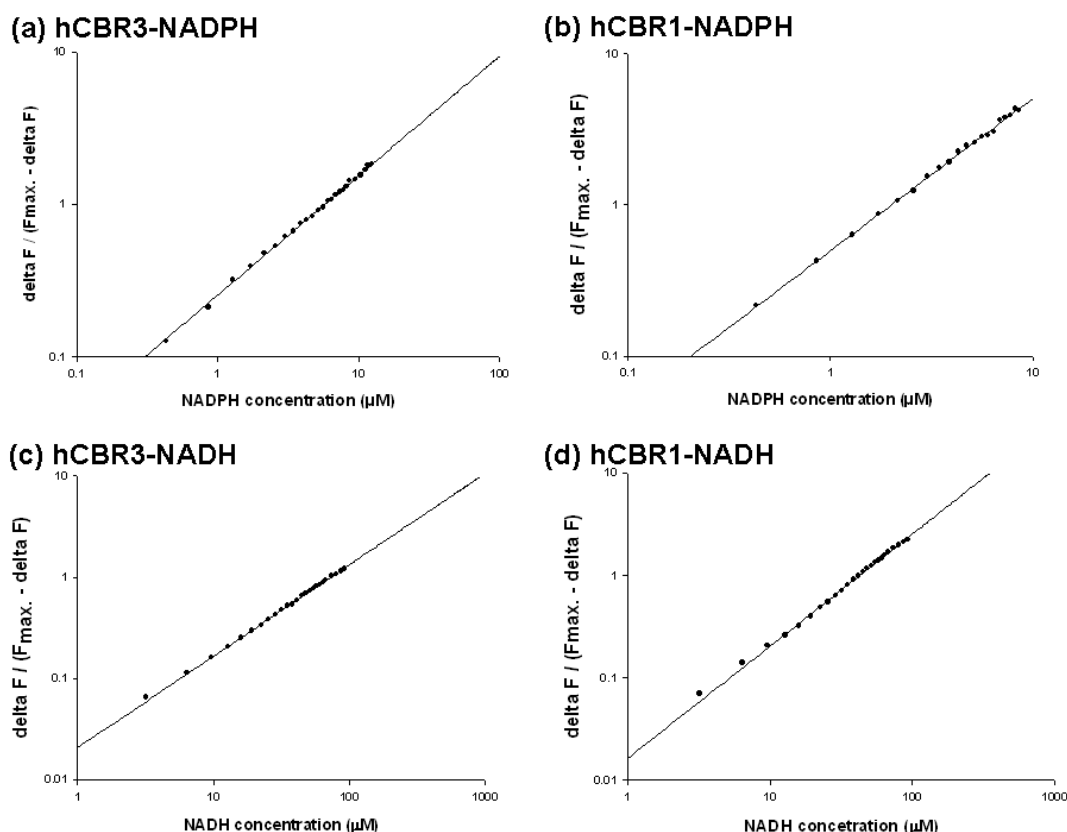 (a) hCBR3-NADPH
10
1
0.1
0.1
1
10
100
delta F / (Fmax. - delta F)
NADPH concentration (µM)
(b) hCBR1-NADPH
10
1
0.1
0.1
1
10
delta F / (Fmax. - delta F)
NADPH concentration (µM)
(c) hCBR3-NADH
10
1
0.1
0.01
1
10
100
1000
delta F / (Fmax. - delta F)
NADH concentration (µM)
(d) hCBR1-NADH
10
1
0.1
0.01
1
10
100
1000
delta F / (Fmax. - delta F)
NADH concetration (µM)